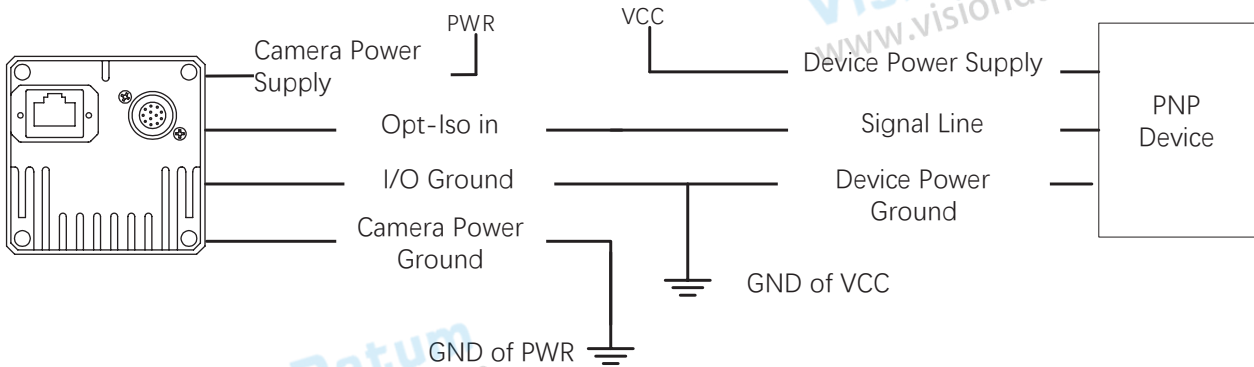 PWR
VCC
Camera Power
Supply
Device Power Supply
Opt-Iso in
Signal Line
PNP
Device
I/O Ground
Device Power
Ground
Camera Power
Ground
GND of VCC
GND of PWR